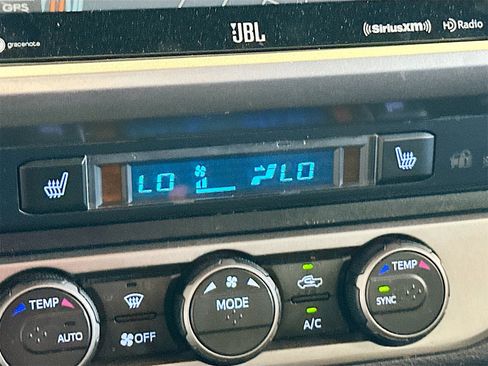 GPS
gracenote
JBL
SiriusXM
HD Radio
LO
LO
TEMP
AUTO
OFF
MODE
A/C
TEMP
SYNC